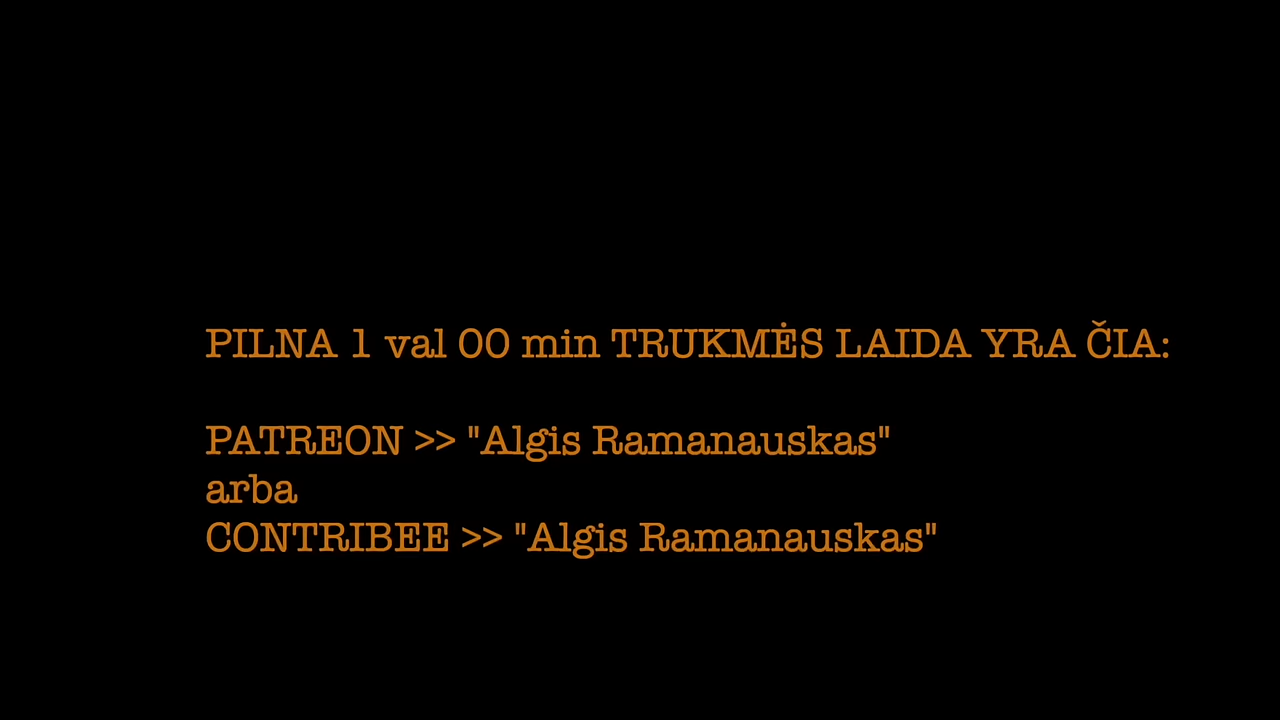 PILNA 1 val 00 min TRUKMĖS LAIDA YRA ČIA:
PATREON >> "Algis Ramanauskas"
arba
CONTRIBEE >> "Algis Ramanauskas"